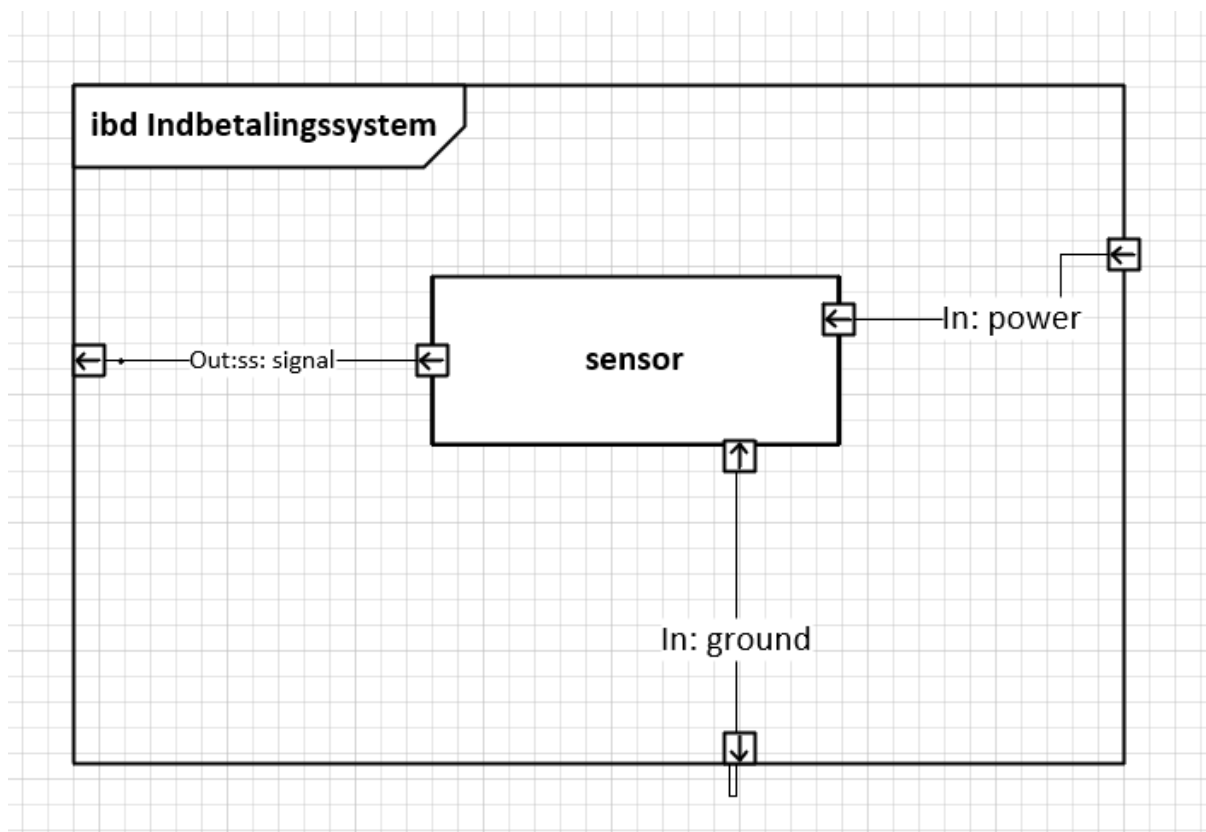 ibd Indbetalingssystem
In: power
Out:ss: signal
sensor
In: ground